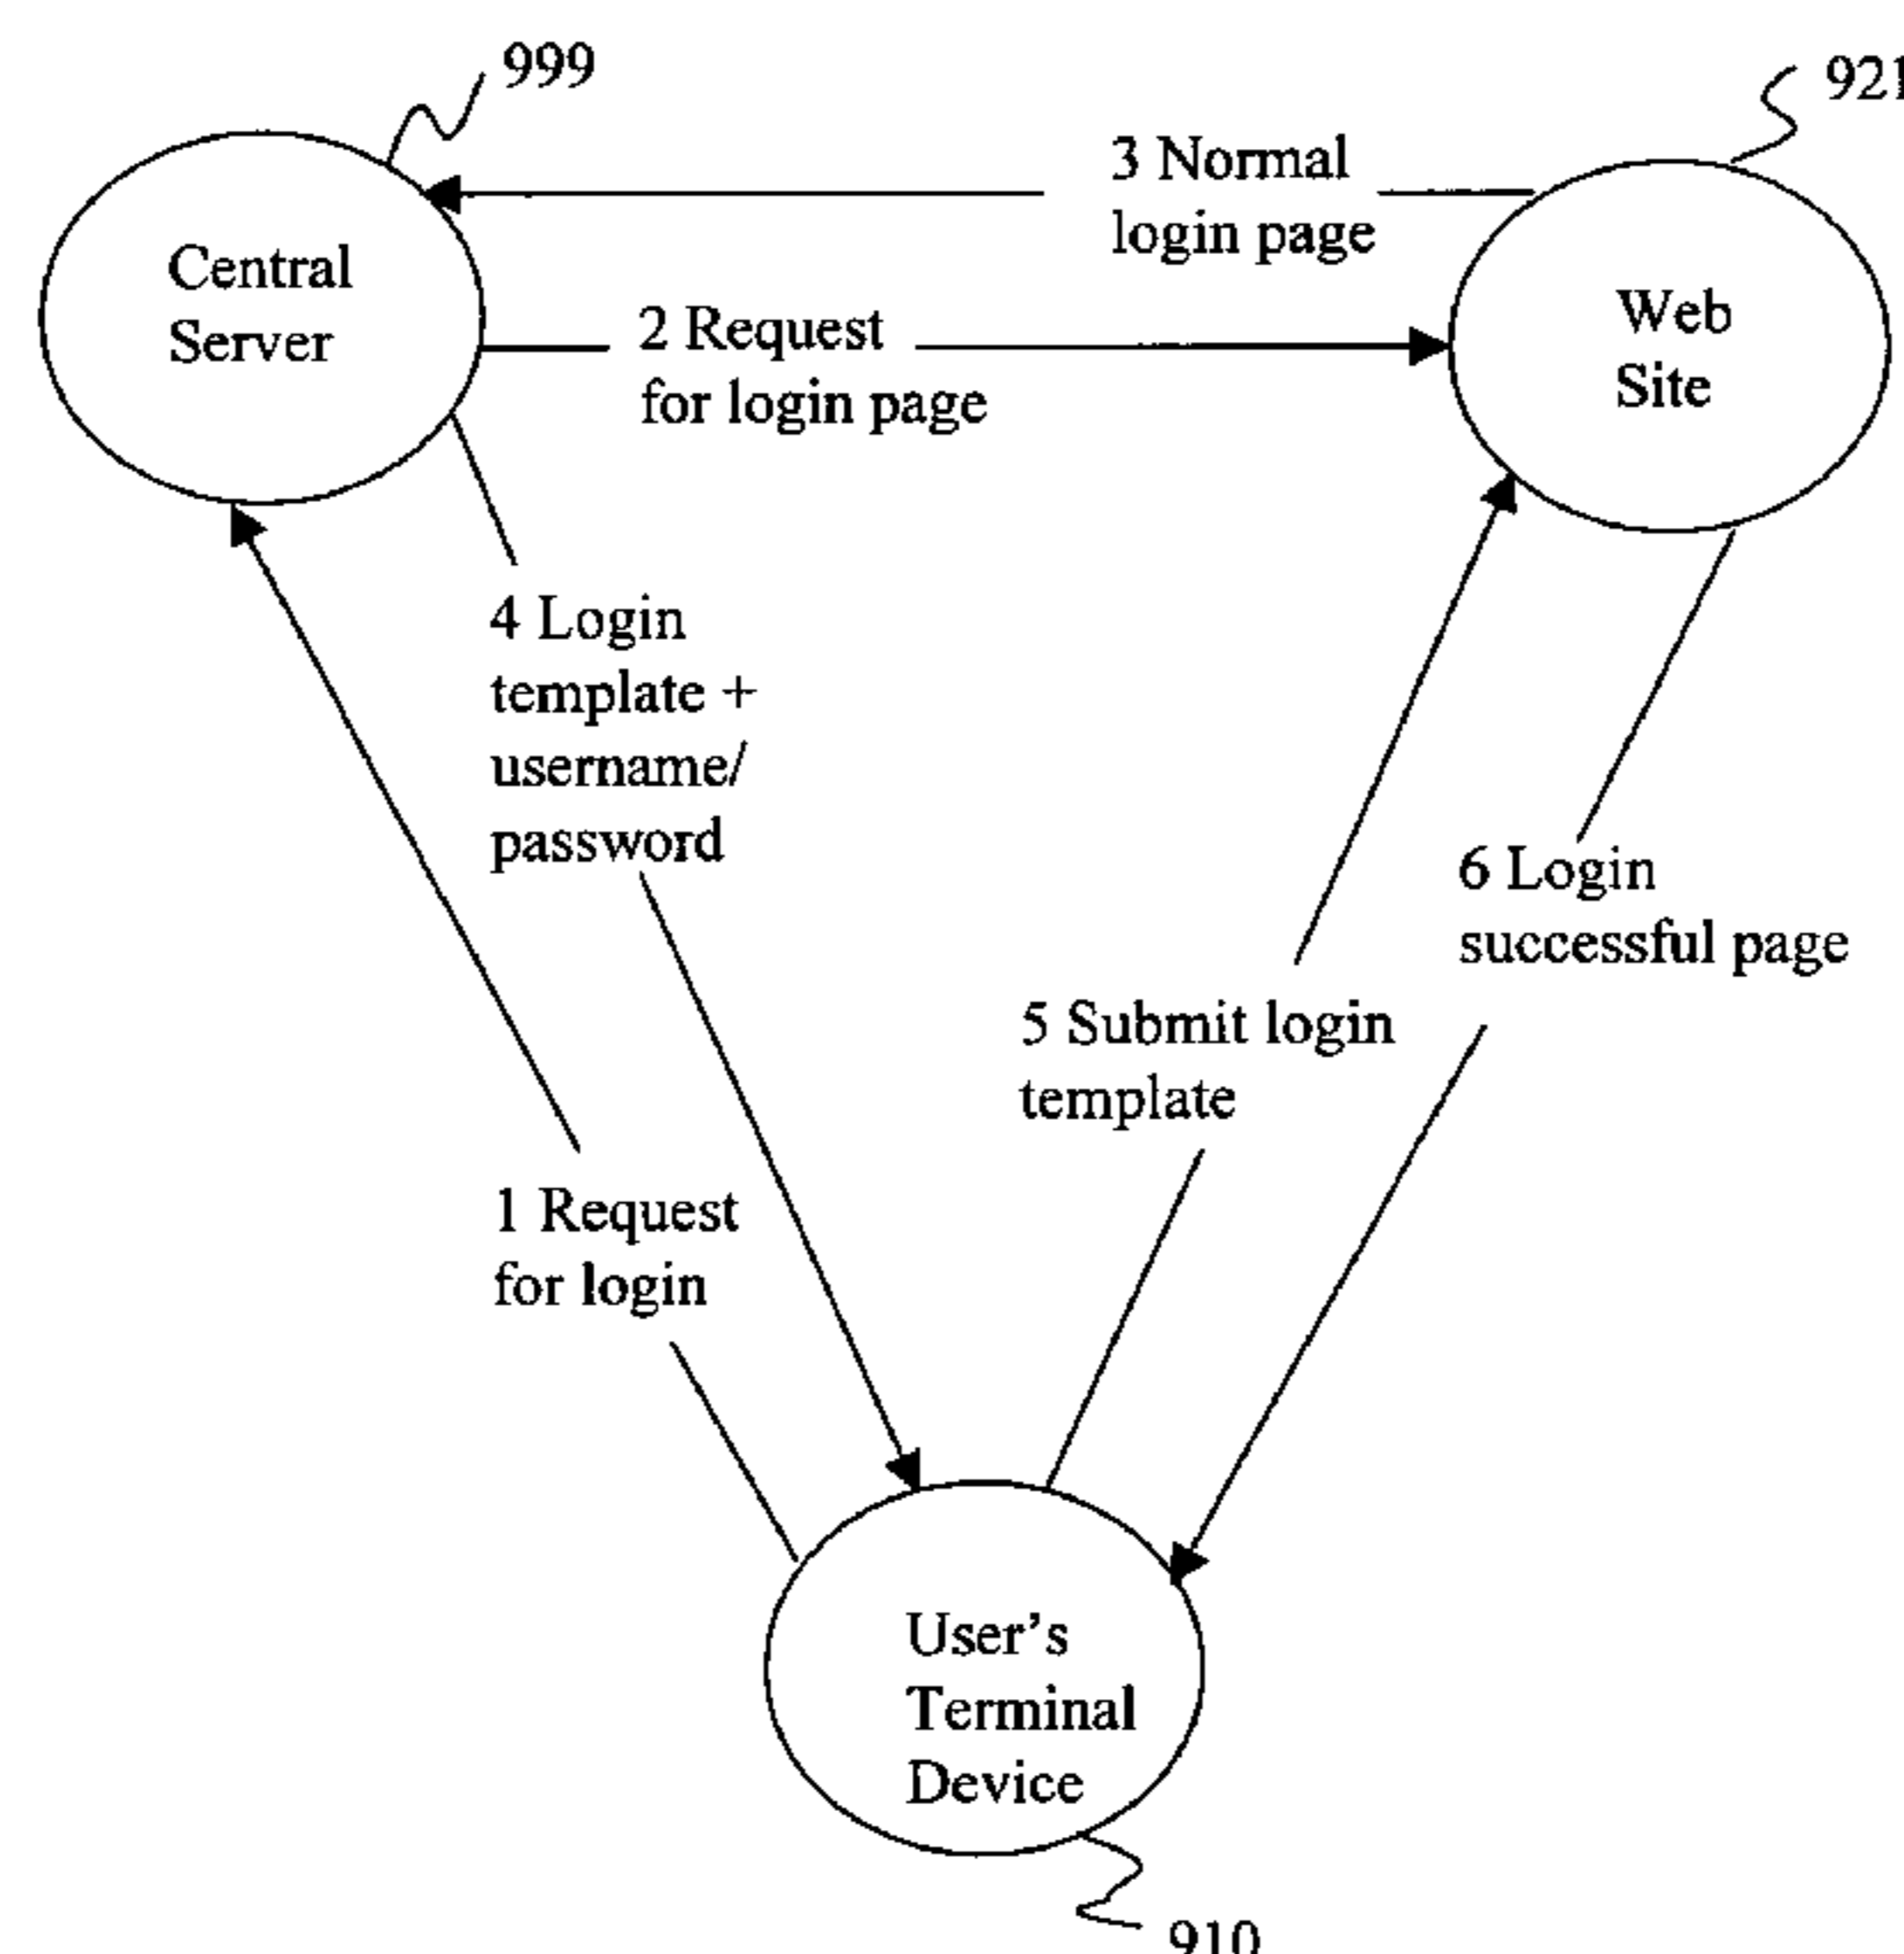 999
921
3 Normal
login page
Central
Server
Web
Site
2 Request
for login page
4 Login
template +
username/
password
6 Login
successful page
5 Submit login
template
1 Request
for login
User's
Terminal
Device
910